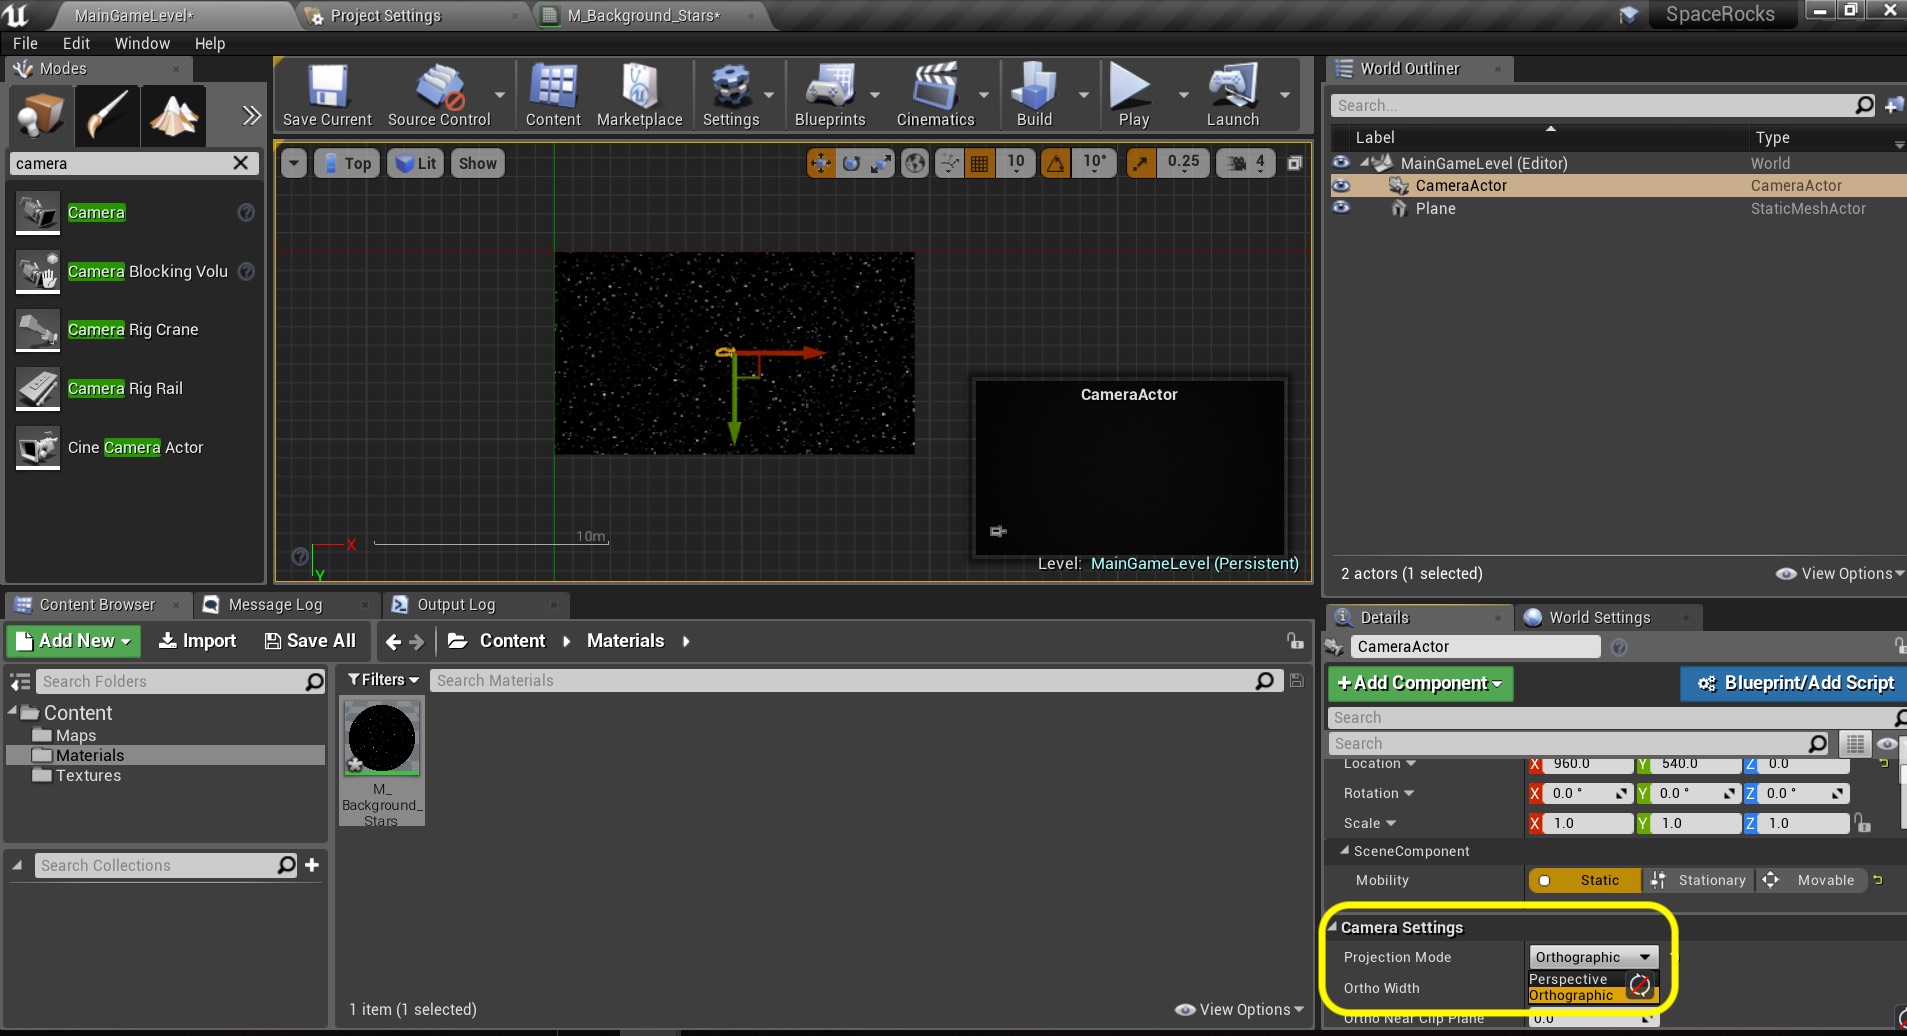 MainGameLevel*
Project Settings
M_Background_Stars*
SpaceRocks
File Edit Window Help
Modes
camera
Camera
Camera Blocking Volu
Camera Rig Crane
Camera Rig Rail
Cine Camera Actor
Save Current
Source Control
Content
Marketplace
Settings
Blueprints
Cinematics
Build
Play
Launch
Top
Lit
Show
10
10°
0.25
4
CameraActor
10m
X
Y
Level: MainGameLevel (Persistent)
World Outliner
Search...
Label Type
MainGameLevel (Editor) World
CameraActor CameraActor
Plane StaticMeshActor
2 actors (1 selected)
View Options
Content Browser
Message Log
Output Log
Add New
Import
Save All
Content
Materials
Search Folders
Content
Maps
Materials
Textures
Search Collections
Filters
Search Materials
M_
Background_
Stars
1 item (1 selected)
View Options
Details
World Settings
CameraActor
+Add Component
Blueprint/Add Script
Search
Search
Location X 960.0 Y 540.0 Z 0.0
Rotation X 0.0 ° Y 0.0 ° Z 0.0 °
Scale X 1.0 Y 1.0 Z 1.0
SceneComponent
Mobility Static Stationary Movable
Camera Settings
Projection Mode Orthographic
Perspective
Orthographic
Ortho Width
Ortho Near Clip Plane 0.0